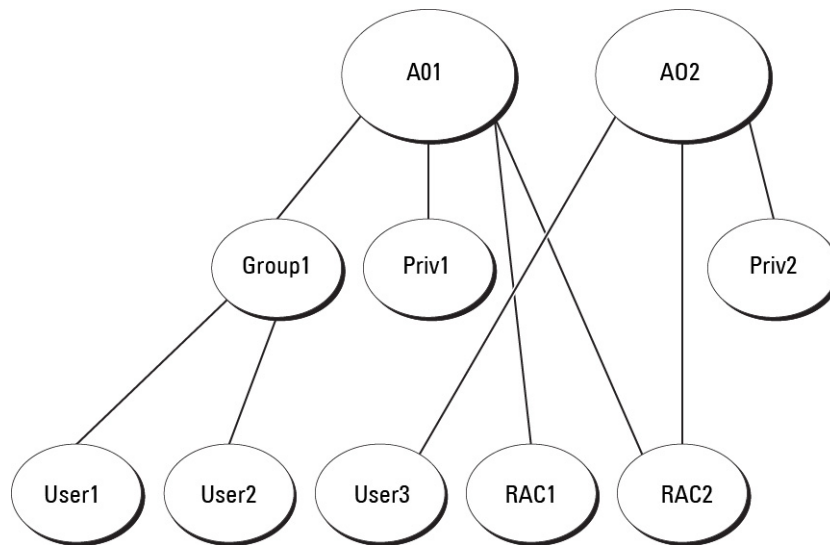 A01
AO2
Group1
Priv1
Priv2
User1
User2
User3
RAC1
RAC2